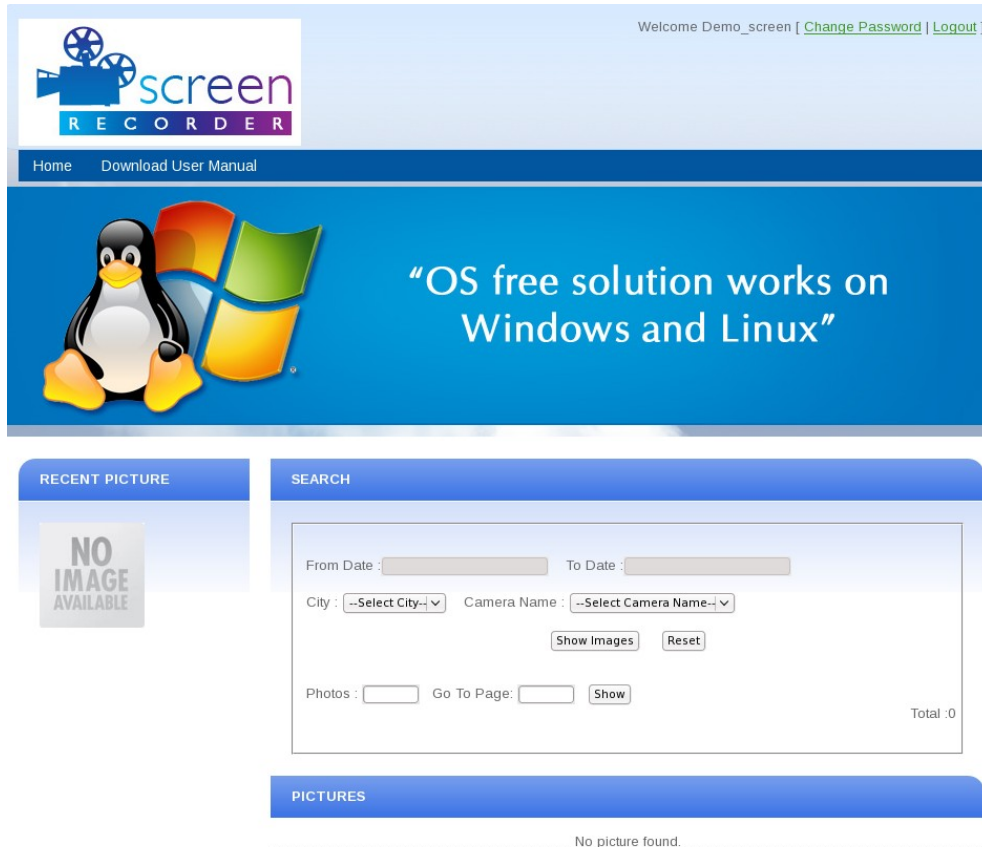 Welcome Demo_screen [ Change Password | Logout ]
screen
RECORDER
Home Download User Manual
“OS free solution works on
Windows and Linux”
RECENT PICTURE
NO
IMAGE
AVAILABLE
SEARCH
From Date : To Date :
City : --Select City-- Camera Name : --Select Camera Name--
Show Images Reset
Photos : Go To Page: Show
Total :0
PICTURES
No picture found.